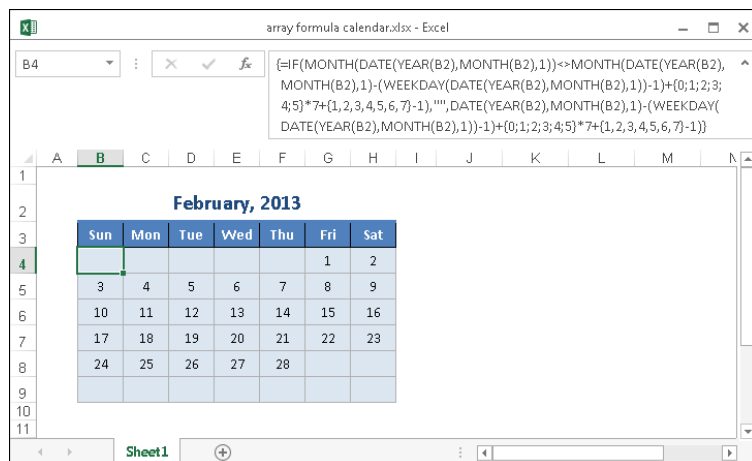 array formula calendar.xlsx - Excel
B4
fx
{=IF(MONTH(DATE(YEAR(B2),MONTH(B2),1))<>MONTH(DATE(YEAR(B2),
MONTH(B2),1)-(WEEKDAY(DATE(YEAR(B2),MONTH(B2),1))-1)+{0;1;2;3;
4;5}*7+{1,2,3,4,5,6,7}-1),"",DATE(YEAR(B2),MONTH(B2),1)-(WEEKDAY(
DATE(YEAR(B2),MONTH(B2),1))-1)+{0;1;2;3;4;5}*7+{1,2,3,4,5,6,7}-1)}
A B C D E F G H I J K L M N
1
2 February, 2013
3 Sun Mon Tue Wed Thu Fri Sat
4 1 2
5 3 4 5 6 7 8 9
6 10 11 12 13 14 15 16
7 17 18 19 20 21 22 23
8 24 25 26 27 28
9
10
11
Sheet1